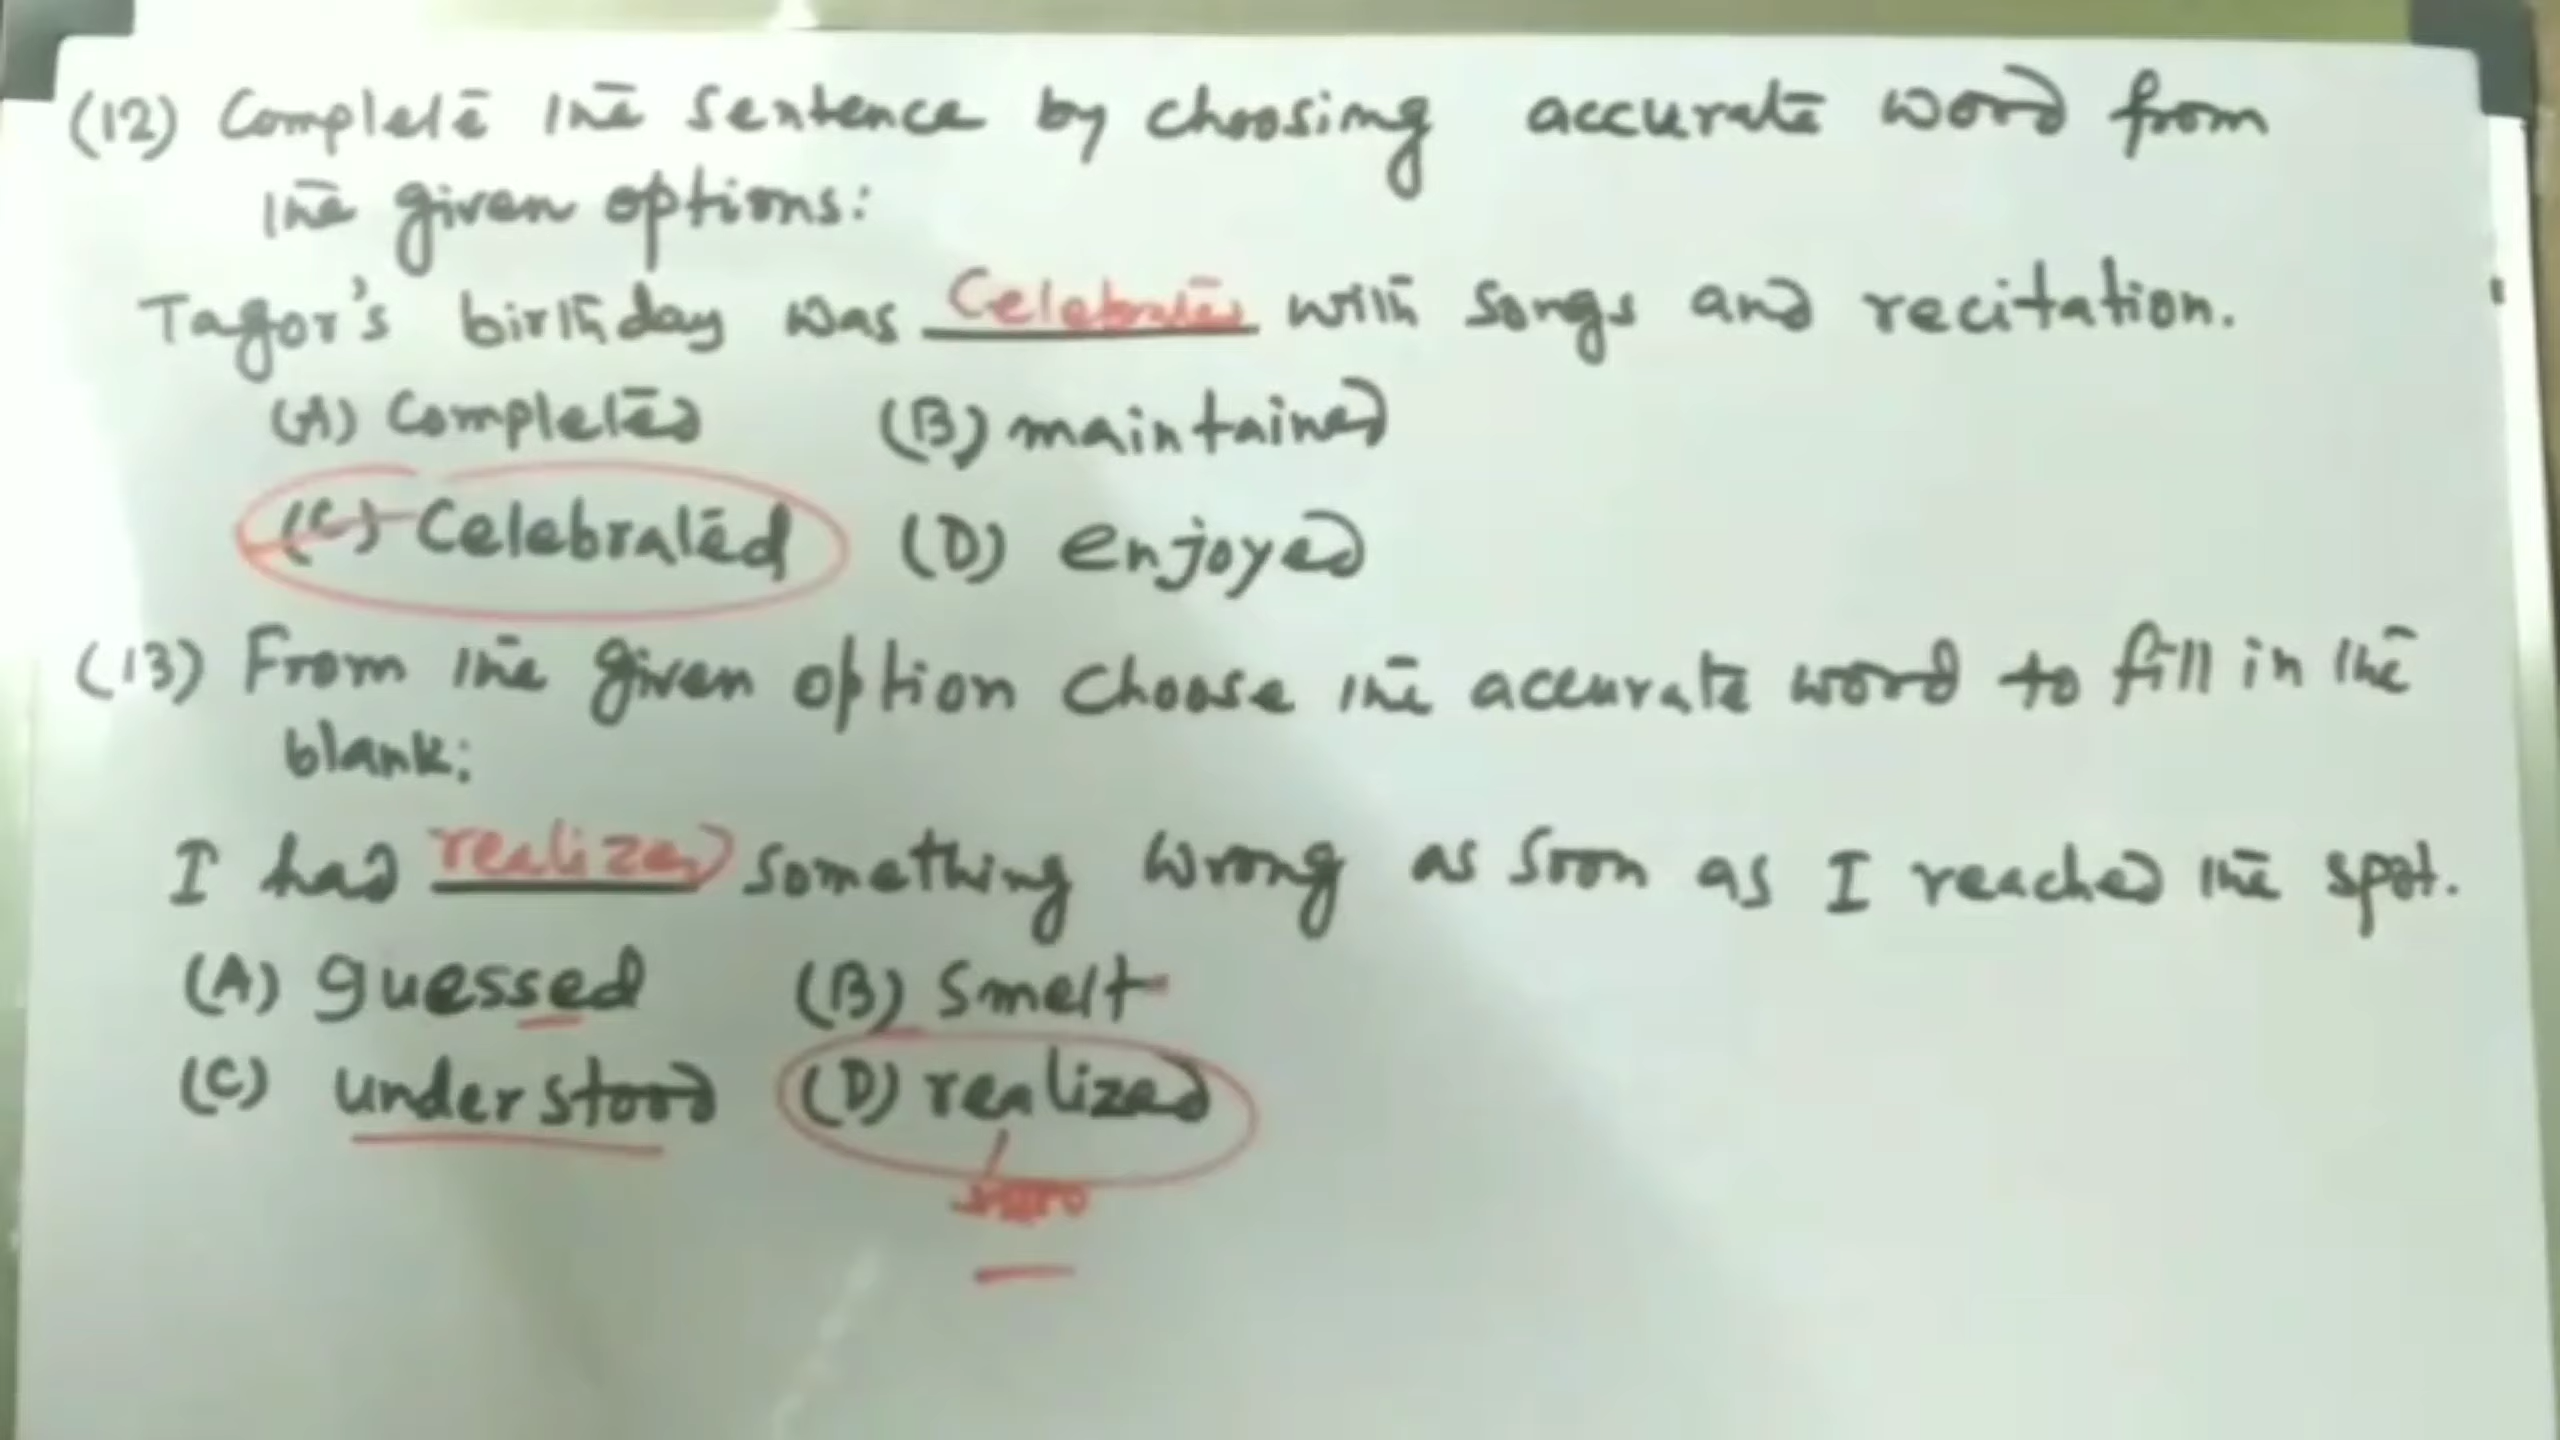 (12) Complete the sentence by choosing accurate word from
the given options:
Tagor's birthday was Celebrated with songs and recitation.
(A) Completed (B) maintained
(C) Celebrated (D) enjoyed
(13) From the given option choose the accurate word to fill in the
blank:
I had realized something wrong as soon as I reached the spot.
(A) guessed (B) smelt
(C) understood (D) realized